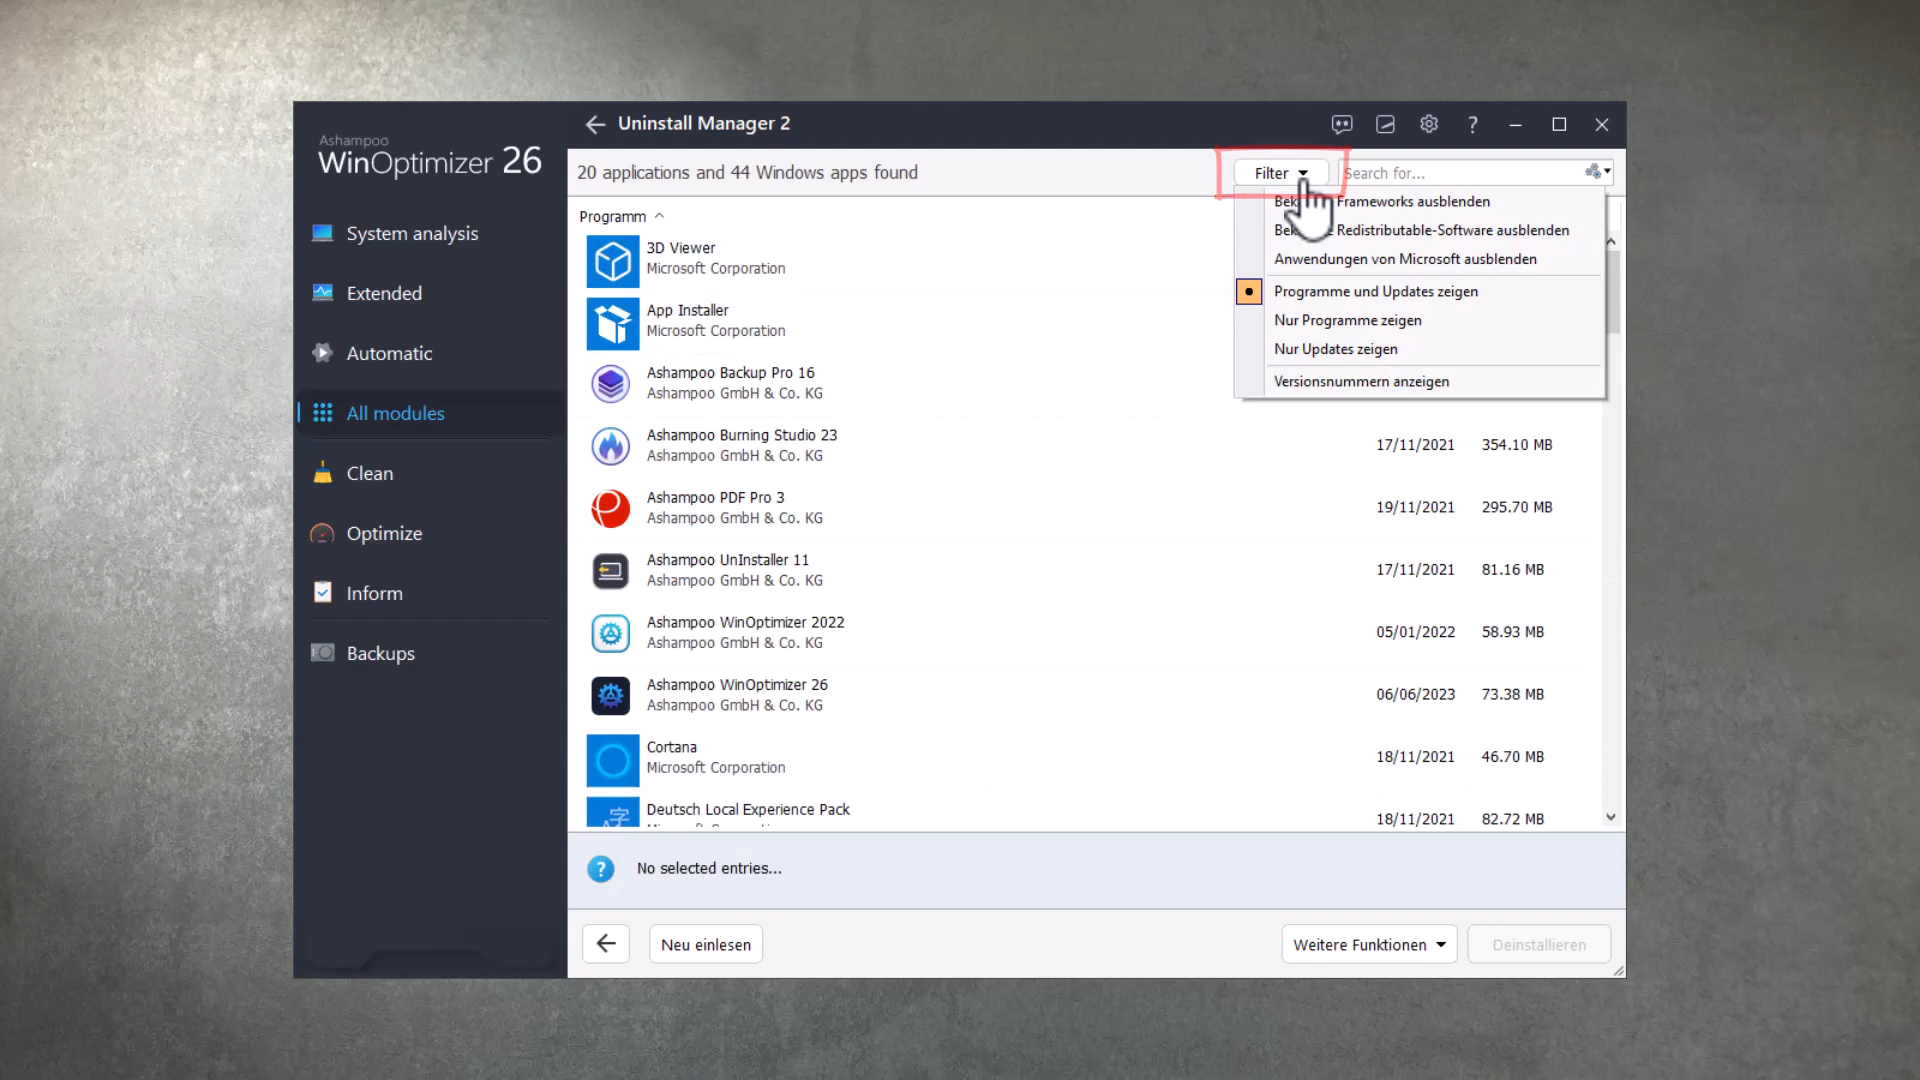 Ashampoo
WinOptimizer 26
Uninstall Manager 2
?
20 applications and 44 Windows apps found
Filter
Search for...
Frameworks ausblenden
Redistributable-Software ausblenden
Anwendungen von Microsoft ausblenden
Programme und Updates zeigen
Nur Programme zeigen
Nur Updates zeigen
Versionsnummern anzeigen
System analysis
Extended
Automatic
All modules
Clean
Optimize
Inform
Backups
Programm
3D Viewer
Microsoft Corporation
App Installer
Microsoft Corporation
Ashampoo Backup Pro 16
Ashampoo GmbH & Co. KG
Ashampoo Burning Studio 23
Ashampoo GmbH & Co. KG
17/11/2021 354.10 MB
Ashampoo PDF Pro 3
Ashampoo GmbH & Co. KG
19/11/2021 295.70 MB
Ashampoo UnInstaller 11
Ashampoo GmbH & Co. KG
17/11/2021 81.16 MB
Ashampoo WinOptimizer 2022
Ashampoo GmbH & Co. KG
05/01/2022 58.93 MB
Ashampoo WinOptimizer 26
Ashampoo GmbH & Co. KG
06/06/2023 73.38 MB
Cortana
Microsoft Corporation
18/11/2021 46.70 MB
Deutsch Local Experience Pack
18/11/2021 82.72 MB
? No selected entries...
Neu einlesen
Weitere Funktionen
Deinstallieren